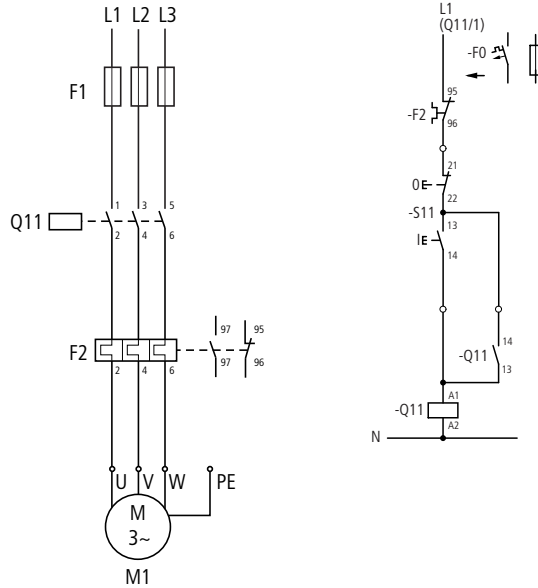 L1 L2 L3
F1
Q11
1 3 5
2 4 6
F2
97 95
97 96
2 4 6
U V W PE
M
3~
M1
L1
(Q11/1)
-F0
95
-F2
96
21
0E
22
-S11
13
IE
14
14
-Q11
13
A1
-Q11
A2
N